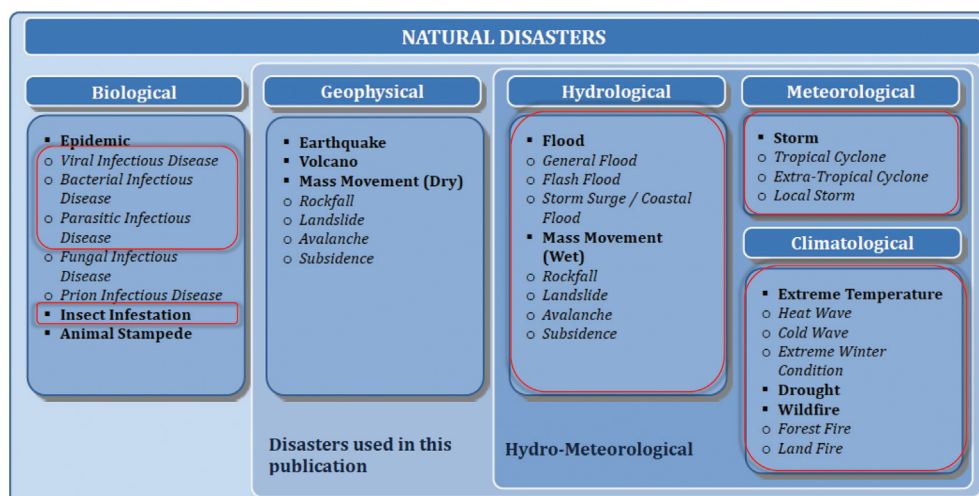 NATURAL DISASTERS
Biological
▪ Epidemic
○ Viral Infectious Disease
○ Bacterial Infectious
Disease
○ Parasitic Infectious
Disease
○ Fungal Infectious
Disease
○ Prion Infectious Disease
▪ Insect Infestation
▪ Animal Stampede
Geophysical
▪ Earthquake
▪ Volcano
▪ Mass Movement (Dry)
○ Rockfall
○ Landslide
○ Avalanche
○ Subsidence
Disasters used in this
publication
Hydrological
▪ Flood
○ General Flood
○ Flash Flood
○ Storm Surge / Coastal
Flood
▪ Mass Movement
(Wet)
○ Rockfall
○ Landslide
○ Avalanche
○ Subsidence
Meteorological
▪ Storm
○ Tropical Cyclone
○ Extra-Tropical Cyclone
○ Local Storm
Climatological
▪ Extreme Temperature
○ Heat Wave
○ Cold Wave
○ Extreme Winter
Condition
▪ Drought
▪ Wildfire
○ Forest Fire
○ Land Fire
Hydro-Meteorological